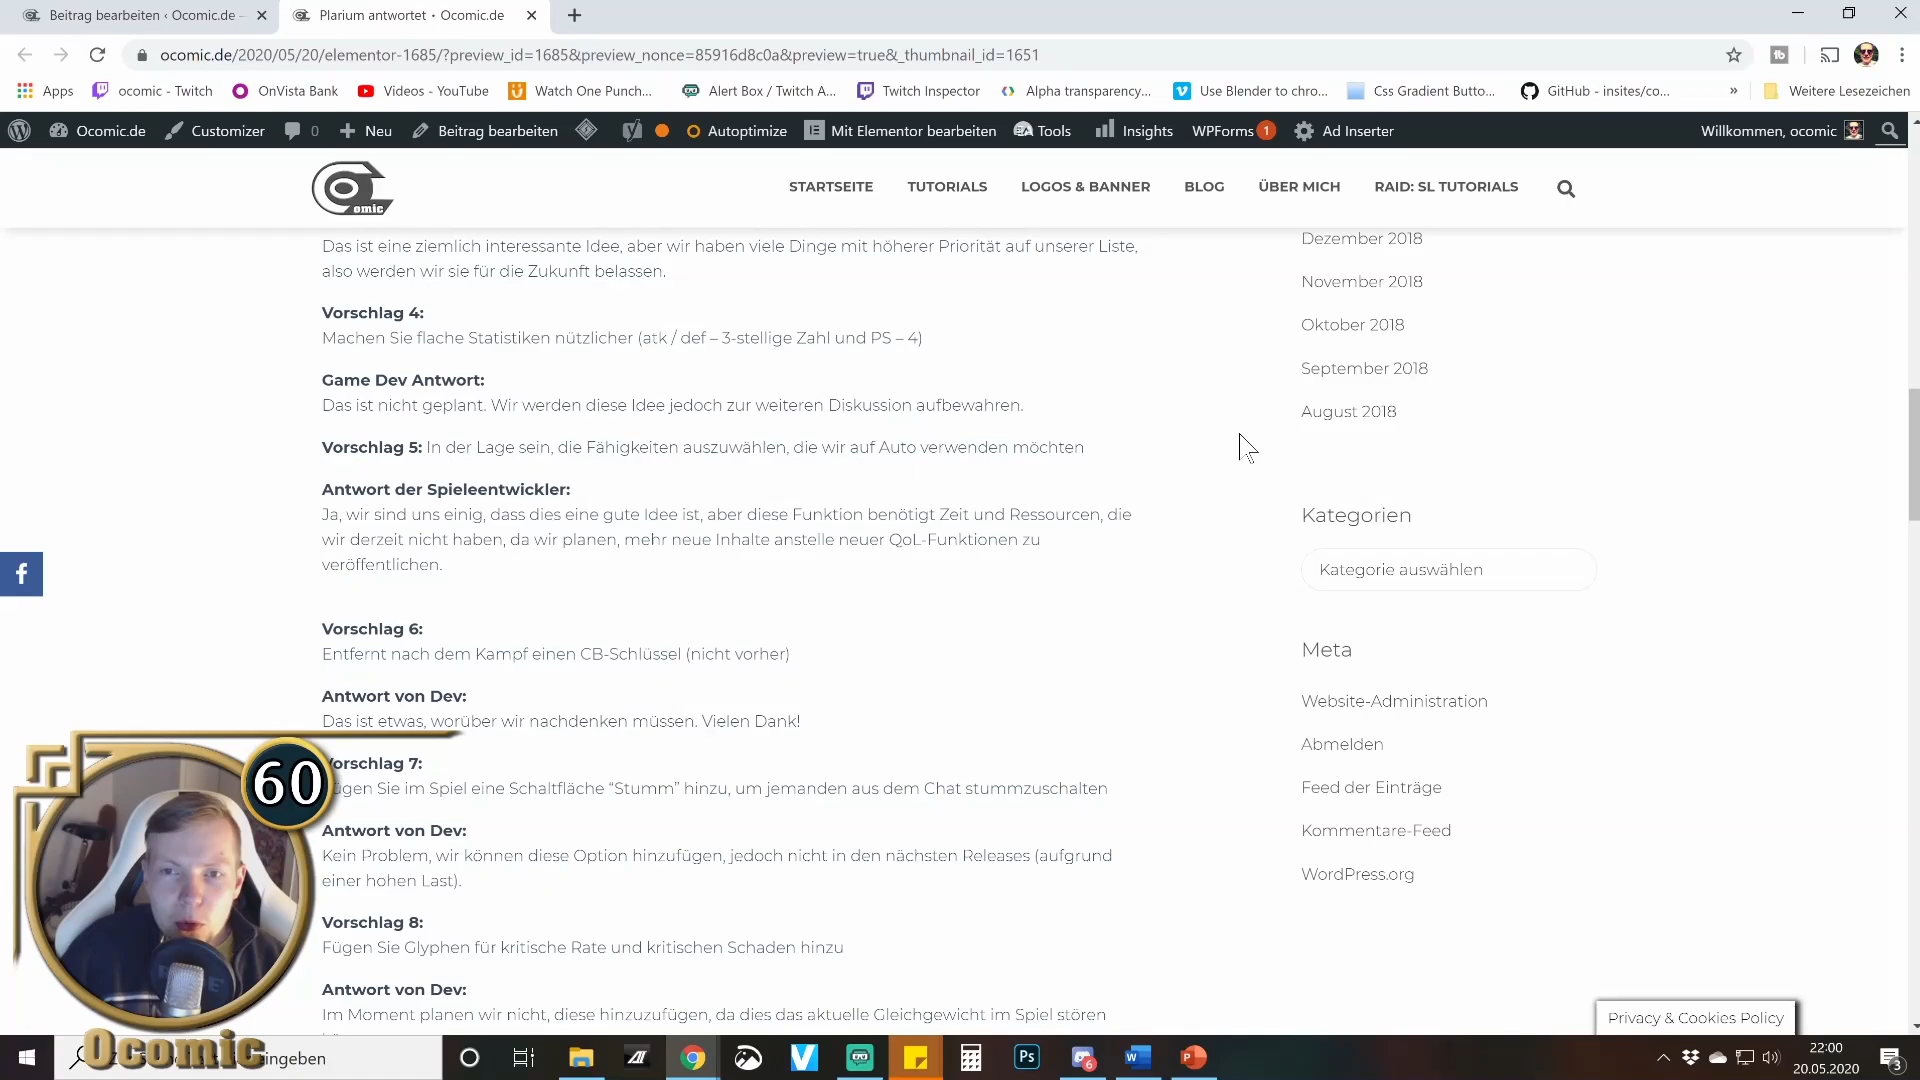 Beitrag bearbeiten ‹ Ocomic.de –
Plarium antwortet • Ocomic.de
ocomic.de/2020/05/20/elementor-1685/?preview_id=1685&preview_nonce=85916d8c0a&preview=true&_thumbnail_id=1651
Apps
ocomic - Twitch
OnVista Bank
Videos - YouTube
Watch One Punch...
Alert Box / Twitch A...
Twitch Inspector
Alpha transparency...
Use Blender to chro...
Css Gradient Butto...
GitHub - insites/co...
»
Weitere Lesezeichen
Ocomic.de
Customizer
0
Neu
Beitrag bearbeiten
Autoptimize
Mit Elementor bearbeiten
Tools
Insights
WPForms 1
Ad Inserter
Willkommen, ocomic
omic
STARTSEITE
TUTORIALS
LOGOS & BANNER
BLOG
ÜBER MICH
RAID: SL TUTORIALS
Das ist eine ziemlich interessante Idee, aber wir haben viele Dinge mit höherer Priorität auf unserer Liste,
also werden wir sie für die Zukunft belassen.
Vorschlag 4:
Machen Sie flache Statistiken nützlicher (atk / def – 3-stellige Zahl und PS – 4)
Game Dev Antwort:
Das ist nicht geplant. Wir werden diese Idee jedoch zur weiteren Diskussion aufbewahren.
Vorschlag 5: In der Lage sein, die Fähigkeiten auszuwählen, die wir auf Auto verwenden möchten
Antwort der Spieleentwickler:
Ja, wir sind uns einig, dass dies eine gute Idee ist, aber diese Funktion benötigt Zeit und Ressourcen, die
wir derzeit nicht haben, da wir planen, mehr neue Inhalte anstelle neuer QoL-Funktionen zu
veröffentlichen.
Vorschlag 6:
Entfernt nach dem Kampf einen CB-Schlüssel (nicht vorher)
Antwort von Dev:
Das ist etwas, worüber wir nachdenken müssen. Vielen Dank!
orschlag 7:
ügen Sie im Spiel eine Schaltfläche “Stumm” hinzu, um jemanden aus dem Chat stummzuschalten
Antwort von Dev:
Kein Problem, wir können diese Option hinzufügen, jedoch nicht in den nächsten Releases (aufgrund
einer hohen Last).
Vorschlag 8:
Fügen Sie Glyphen für kritische Rate und kritischen Schaden hinzu
Antwort von Dev:
Im Moment planen wir nicht, diese hinzuzufügen, da dies das aktuelle Gleichgewicht im Spiel stören
Dezember 2018
November 2018
Oktober 2018
September 2018
August 2018
Kategorien
Kategorie auswählen
Meta
Website-Administration
Abmelden
Feed der Einträge
Kommentare-Feed
WordPress.org
Privacy & Cookies Policy
60
Ocomic
eingeben
Ps
6
22:00
20.05.2020
3